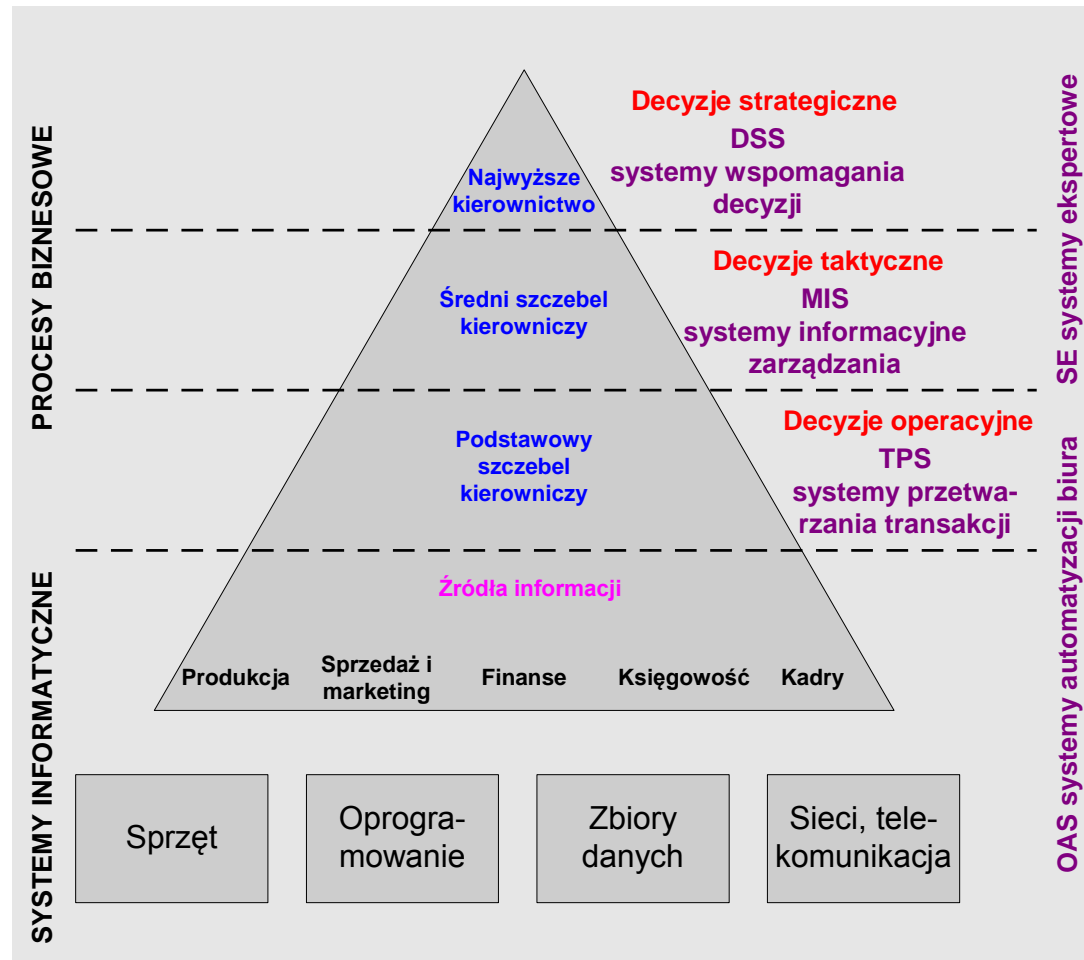 PROCESY BIZNESOWE
SYSTEMY INFORMATYCZNE
Najwyższe
kierownictwo
Decyzje strategiczne
DSS
systemy wspomagania
decyzji
Średni szczebel
kierowniczy
Decyzje taktyczne
MIS
systemy informacyjne
zarządzania
Podstawowy
szczebel
kierowniczy
Decyzje operacyjne
TPS
systemy przetwa-
rzania transakcji
Źródła informacji
Produkcja
Sprzedaż i
marketing
Finanse
Księgowość
Kadry
Sprzęt
Oprogra-
mowanie
Zbiory
danych
Sieci, tele-
komunikacja
SE systemy ekspertowe
OAS systemy automatyzacji biura